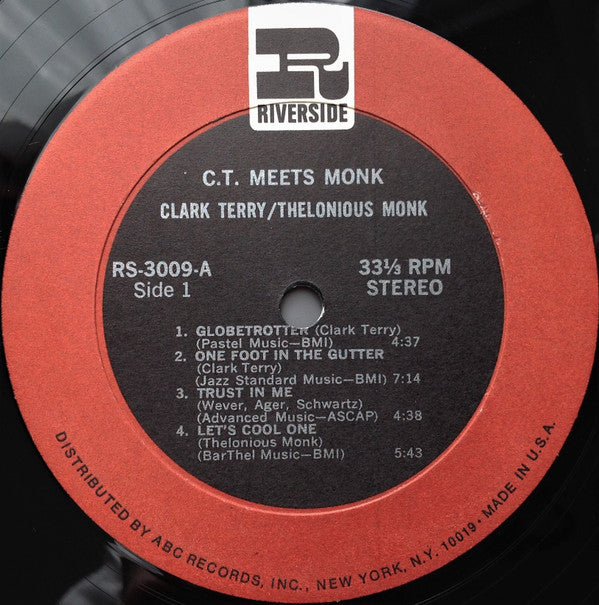 R
RIVERSIDE
C.T. MEETS MONK
CLARK TERRY/THELONIOUS MONK
RS-3009-A
Side 1
33⅓ RPM
STEREO
1. GLOBETROTTER (Clark Terry)
(Pastel Music—BMI) 4:37
2. ONE FOOT IN THE GUTTER
(Clark Terry)
(Jazz Standard Music—BMI) 7:14
3. TRUST IN ME
(Wever, Ager, Schwartz)
(Advanced Music—ASCAP) 4:38
4. LET'S COOL ONE
(Thelonious Monk)
(BarThel Music—BMI) 5:43
DISTRIBUTED BY ABC RECORDS, INC., NEW YORK, N.Y. 10019 • MADE IN U.S.A.